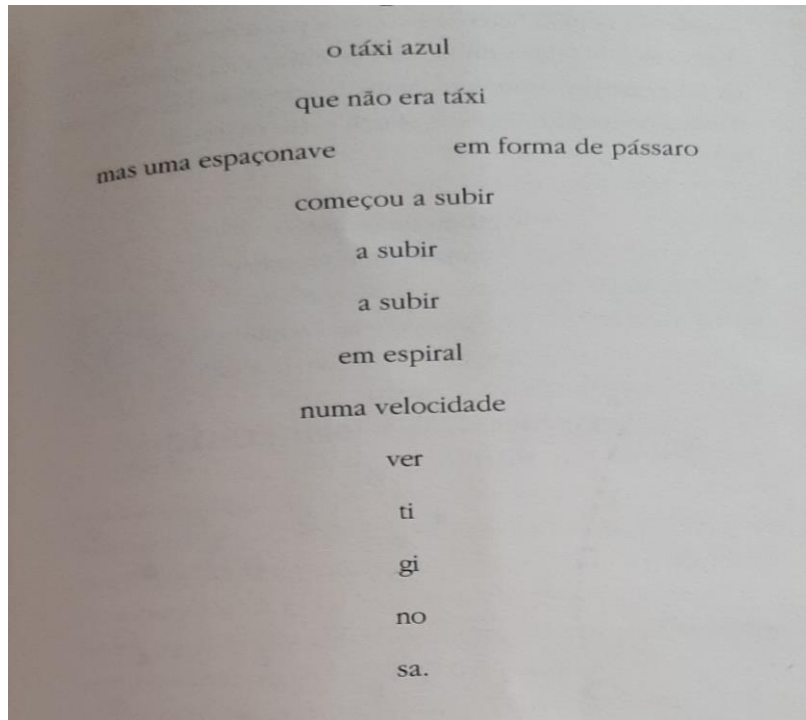 o táxi azul
que não era táxi
mas uma espaçonave em forma de pássaro
começou a subir
a subir
a subir
em espiral
numa velocidade
ver
ti
gi
no
sa.